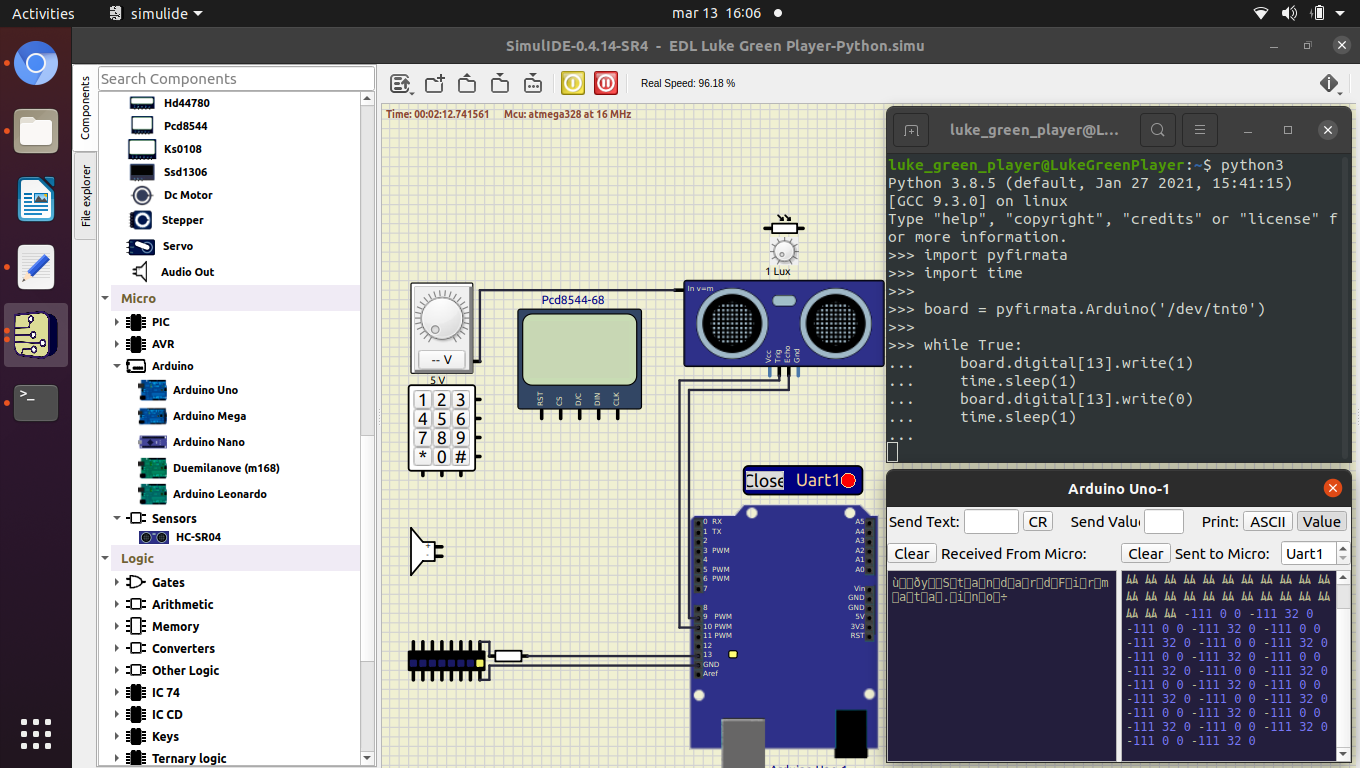 Activities
simulide
mar 13 16:06
SimulIDE-0.4.14-SR4 - EDL Luke Green Player-Python.simu
Components
File explorer
Search Components
Hd44780
Pcd8544
Ks0108
Ssd1306
Dc Motor
Stepper
Servo
Audio Out
Micro
PIC
AVR
Arduino
Arduino Uno
Arduino Mega
Arduino Nano
Duemilanove (m168)
Arduino Leonardo
Sensors
HC-SR04
Logic
Gates
Arithmetic
Memory
Converters
Other Logic
IC 74
IC CD
Keys
Ternary logic
Real Speed: 96.18 %
Time: 00:02:12.741561 Mcu: atmega328 at 16 MHz
1 Lux
-- V
5 V
Pcd8544-68
RST
CS
D/C
DIN
CLK
In v=m
Vcc
Trig
Echo
Gnd
1 2 3
4 5 6
7 8 9
* 0 #
+
-
Close Uart1
0 RX
1 TX
2
3 PWM
4
5 PWM
6 PWM
7
8
9 PWM
10 PWM
11 PWM
12
13
GND
Aref
A5
A4
A3
A2
A1
A0
Vin
GND
GND
5V
3V3
RST
luke_green_player@L...
luke_green_player@LukeGreenPlayer:~$ python3
Python 3.8.5 (default, Jan 27 2021, 15:41:15)
[GCC 9.3.0] on linux
Type "help", "copyright", "credits" or "license" f
or more information.
>>> import pyfirmata
>>> import time
>>>
>>> board = pyfirmata.Arduino('/dev/tnt0')
>>>
>>> while True:
...     board.digital[13].write(1)
...     time.sleep(1)
...     board.digital[13].write(0)
...     time.sleep(1)
...
Arduino Uno-1
Send Text: CR Send Valu Print: ASCII Value
Clear Received From Micro:
Clear Sent to Micro: Uart1
-111 0 0 -111 32 0
-111 0 0 -111 32 0 -111 0 0
-111 32 0 -111 0 0 -111 32 0
-111 0 0 -111 32 0 -111 0 0
-111 32 0 -111 0 0 -111 32 0
-111 0 0 -111 32 0 -111 0 0
-111 32 0 -111 0 0 -111 32 0
-111 0 0 -111 32 0 -111 0 0
-111 32 0 -111 0 0 -111 32 0
-111 0 0 -111 32 0